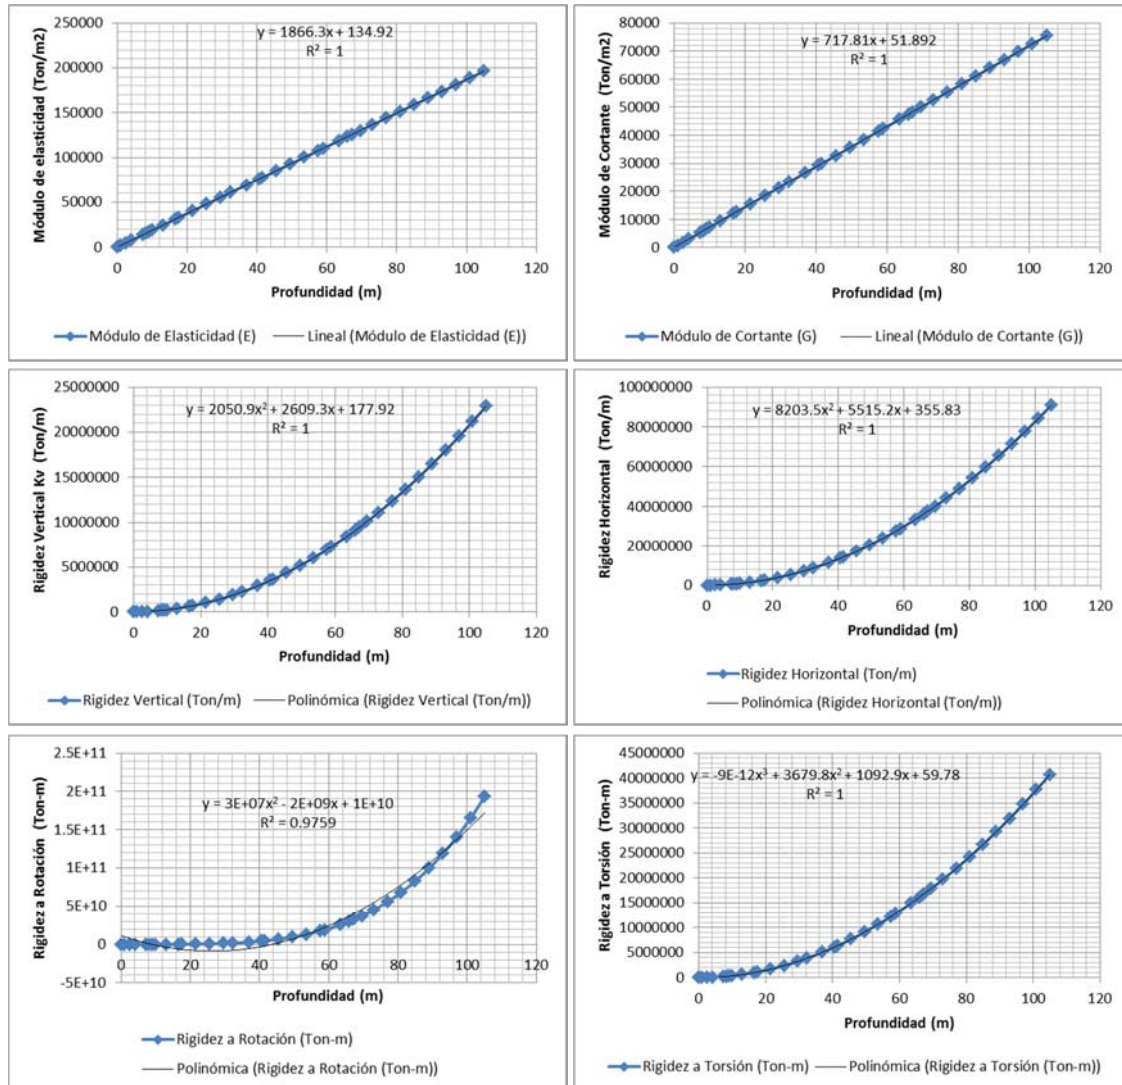 250000
200000
150000
100000
50000
0
Módulo de elasticidad (Ton/m2)
y = 1866.3x + 134.92
R² = 1
0 20 40 60 80 100 120
Profundidad (m)
Módulo de Elasticidad (E) Lineal (Módulo de Elasticidad (E))
80000
70000
60000
50000
40000
30000
20000
10000
0
Módulo de Cortante (Ton/m2)
y = 717.81x + 51.892
R² = 1
0 20 40 60 80 100 120
Profundidad (m)
Módulo de Cortante (G) Lineal (Módulo de Cortante (G))
25000000
20000000
15000000
10000000
5000000
0
Rigidez Vertical Kv (Ton/m)
y = 2050.9x² + 2609.3x + 177.92
R² = 1
0 20 40 60 80 100 120
Profundidad (m)
Rigidez Vertical (Ton/m) Polinómica (Rigidez Vertical (Ton/m))
100000000
80000000
60000000
40000000
20000000
0
Rigidez Horizontal (Ton/m)
y = 8203.5x² + 5515.2x + 355.83
R² = 1
0 20 40 60 80 100 120
Profundidad (m)
Rigidez Horizontal (Ton/m)
Polinómica (Rigidez Horizontal (Ton/m))
2.5E+11
2E+11
1.5E+11
1E+11
5E+10
0
-5E+10
Rigidez a Rotación (Ton-m)
y = 3E+07x² - 2E+09x + 1E+10
R² = 0.9759
0 20 40 60 80 100 120
Profundidad (m)
Rigidez a Rotación (Ton-m)
Polinómica (Rigidez a Rotación (Ton-m))
45000000
40000000
35000000
30000000
25000000
20000000
15000000
10000000
5000000
0
Rigidez a Torsión (Ton-m)
y = -9E-12x³ + 3679.8x² + 1092.9x + 59.78
R² = 1
0 20 40 60 80 100 120
Profundidad (m)
Rigidez a Torsión (Ton-m) Polinómica (Rigidez a Torsión (Ton-m))